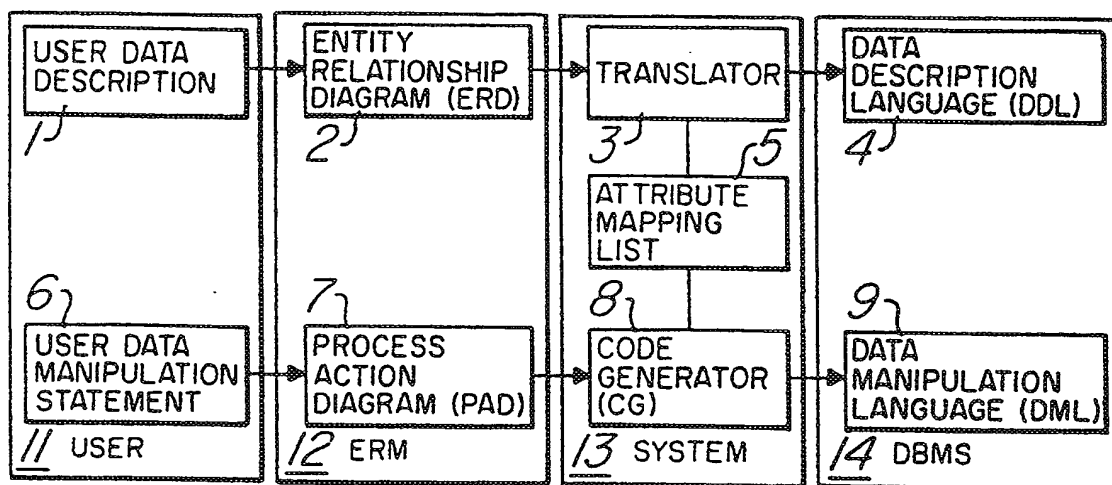 USER DATA
DESCRIPTION
1
ENTITY
RELATIONSHIP
DIAGRAM (ERD)
2
TRANSLATOR
3
DATA
DESCRIPTION
LANGUAGE (DDL)
4
5
ATTRIBUTE
MAPPING
LIST
6
USER DATA
MANIPULATION
STATEMENT
7
PROCESS
ACTION
DIAGRAM (PAD)
8
CODE
GENERATOR
(CG)
9
DATA
MANIPULATION
LANGUAGE (DML)
11 USER
12 ERM
13 SYSTEM
14 DBMS